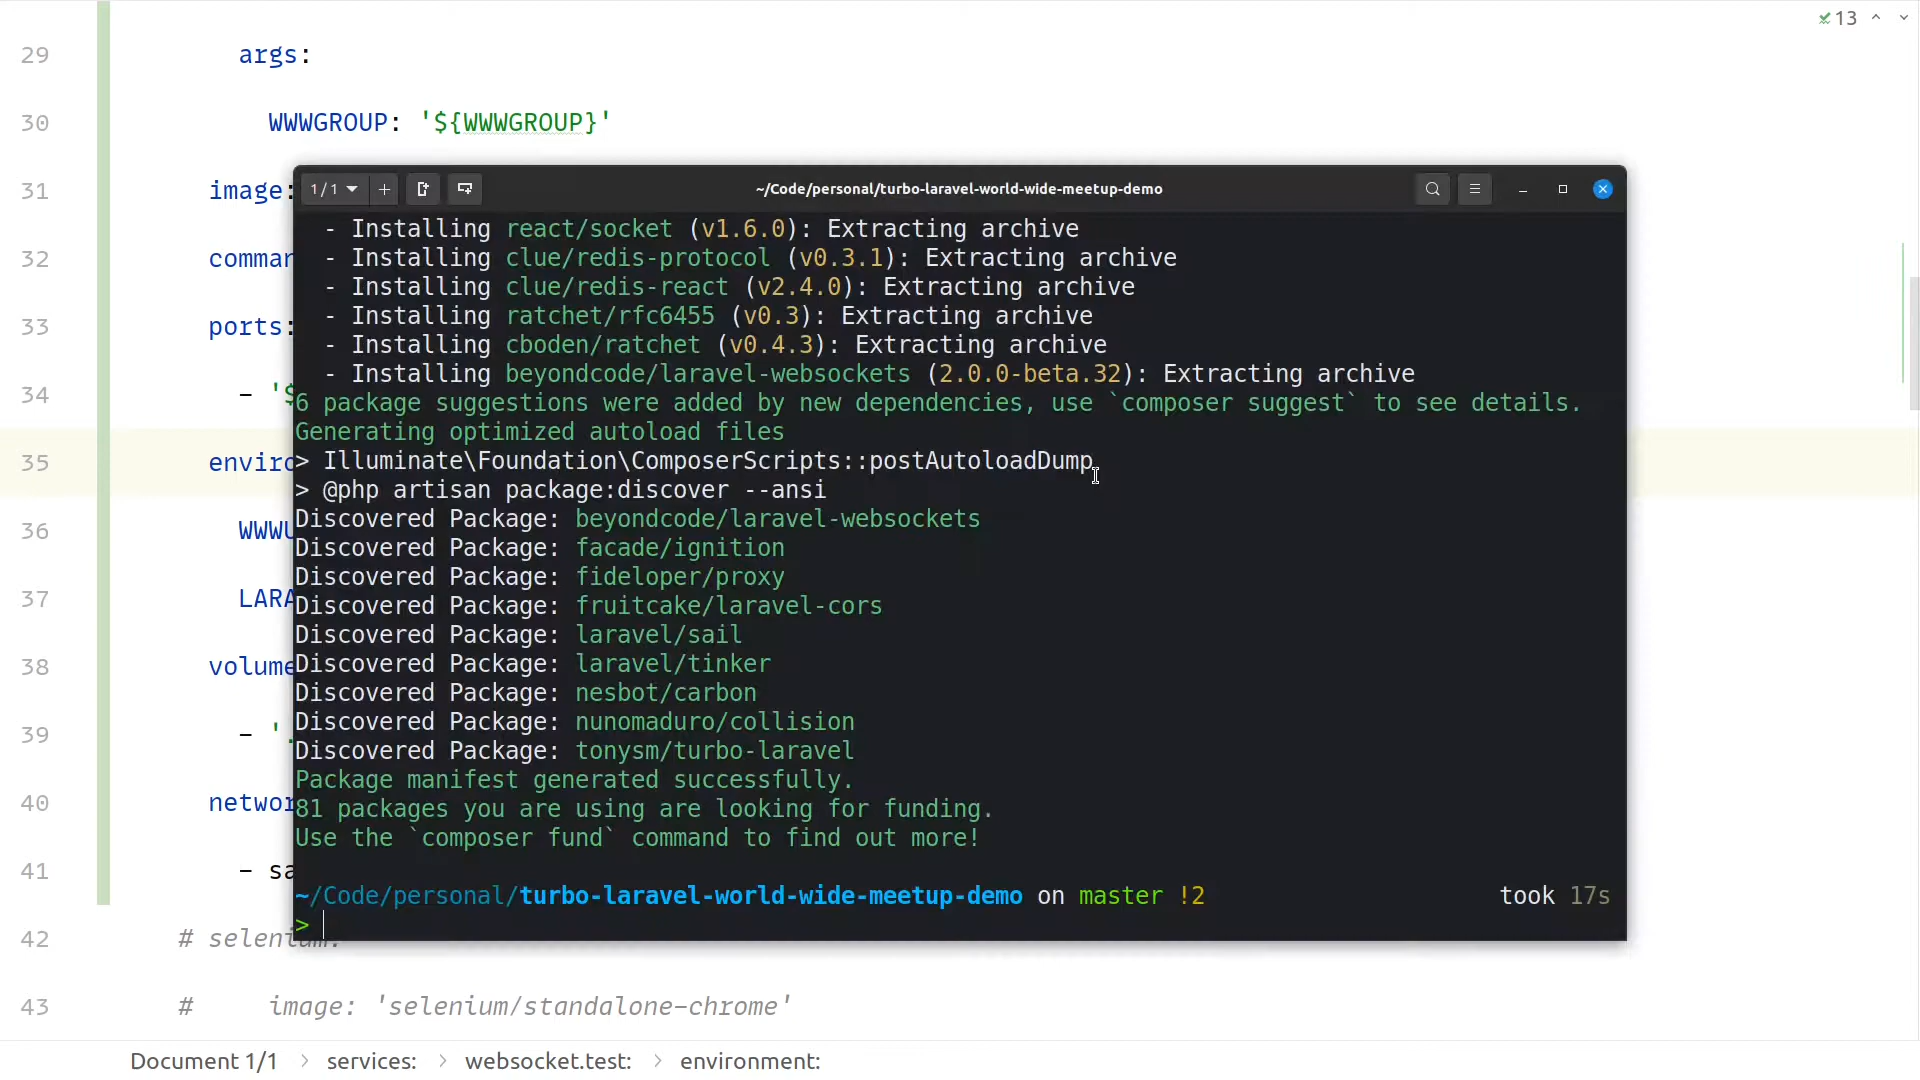 13
29 args:
30 WWWGROUP: '${WWWGROUP}'
31 image:
32 commar
33 ports:
34 - '$
35 enviro
36 WWWU
37 LARA
38 volume
39 - '.
40 networ
41 - sa
42 # selenium:
43 # image: 'selenium/standalone-chrome'
1/1
~/Code/personal/turbo-laravel-world-wide-meetup-demo
- Installing react/socket (v1.6.0): Extracting archive
- Installing clue/redis-protocol (v0.3.1): Extracting archive
- Installing clue/redis-react (v2.4.0): Extracting archive
- Installing ratchet/rfc6455 (v0.3): Extracting archive
- Installing cboden/ratchet (v0.4.3): Extracting archive
- Installing beyondcode/laravel-websockets (2.0.0-beta.32): Extracting archive
6 package suggestions were added by new dependencies, use `composer suggest` to see details.
Generating optimized autoload files
> Illuminate\Foundation\ComposerScripts::postAutoloadDump
> @php artisan package:discover --ansi
Discovered Package: beyondcode/laravel-websockets
Discovered Package: facade/ignition
Discovered Package: fideloper/proxy
Discovered Package: fruitcake/laravel-cors
Discovered Package: laravel/sail
Discovered Package: laravel/tinker
Discovered Package: nesbot/carbon
Discovered Package: nunomaduro/collision
Discovered Package: tonysm/turbo-laravel
Package manifest generated successfully.
81 packages you are using are looking for funding.
Use the `composer fund` command to find out more!
~/Code/personal/turbo-laravel-world-wide-meetup-demo on master !2 took 17s
>
Document 1/1 > services: > websocket.test: > environment: